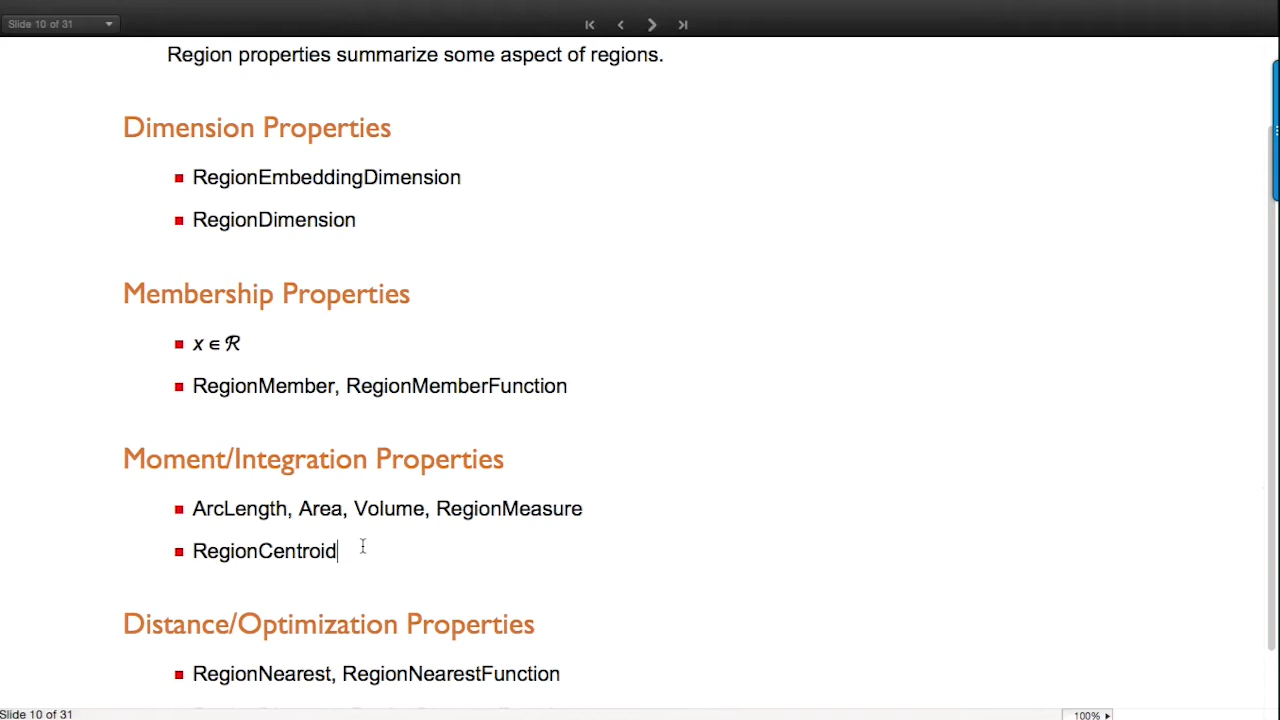 Slide 10 of 31
Region properties summarize some aspect of regions.
Dimension Properties
RegionEmbeddingDimension
RegionDimension
Membership Properties
x ∈ ℛ
RegionMember, RegionMemberFunction
Moment/Integration Properties
ArcLength, Area, Volume, RegionMeasure
RegionCentroid
Distance/Optimization Properties
RegionNearest, RegionNearestFunction
Slide 10 of 31
100%